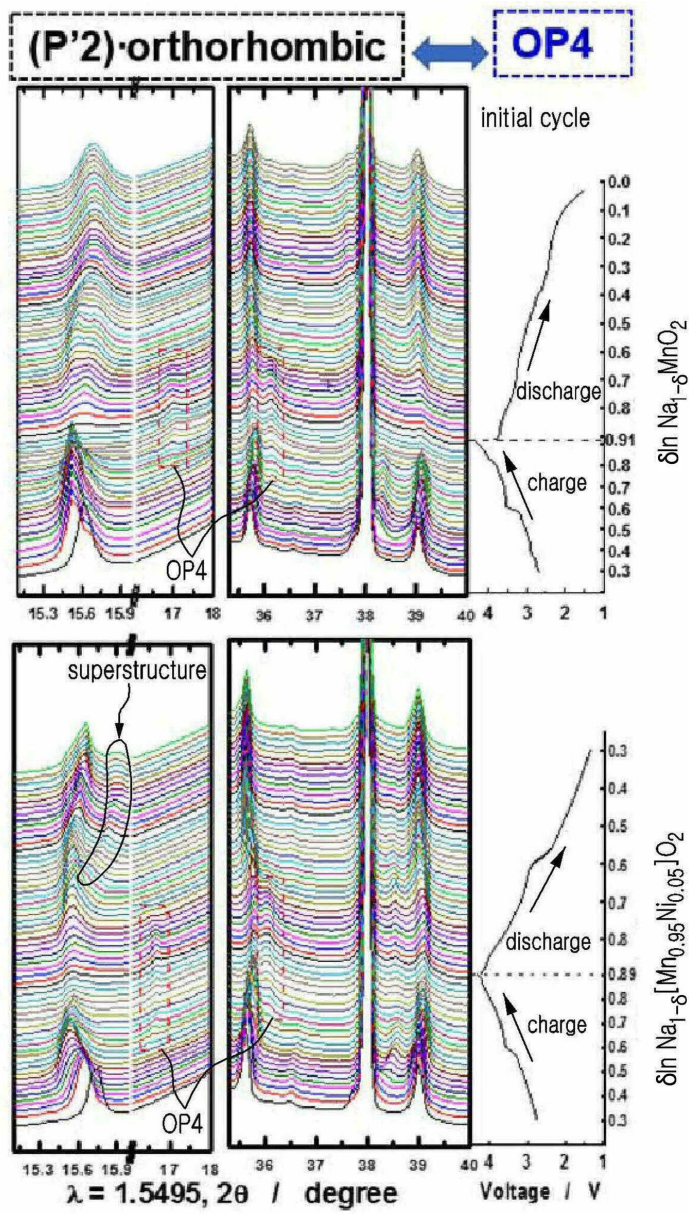 (P'2)·orthorhombic OP4
initial cycle
0.0
0.1
0.2
0.3
0.4
0.5
0.6
0.7
0.8
0.91
0.8
0.7
0.6
0.5
0.4
0.3
discharge
charge
δIn Na1-δMnO2
OP4
15.3 15.6 15.9 17 18
36 37 38 39 40
4 3 2 1
superstructure
0.3
0.4
0.5
0.6
0.7
0.8
0.89
0.8
0.7
0.6
0.5
0.4
0.3
discharge
charge
δIn Na1-δ[Mn0.95Ni0.05]O2
OP4
15.3 15.6 15.9 17 18
36 37 38 39 40
4 3 2 1
λ = 1.5495, 2θ / degree
Voltage / V